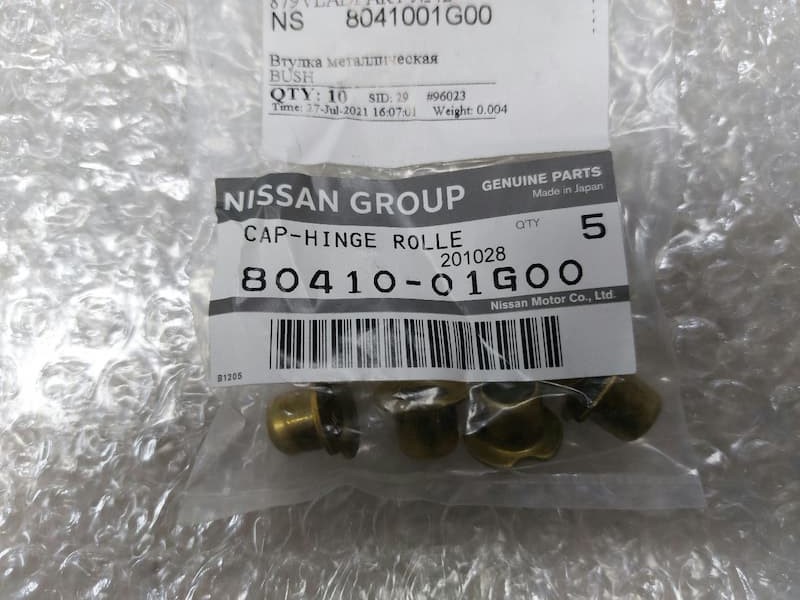 NS 8041001G00
Втулка металлическая
BUSH
QTY: 10 SID: 29 #96023
Time: 27-Jul-2021 16:07:01 Weight: 0.004
NISSAN GROUP GENUINE PARTS
Made in Japan
CAP-HINGE ROLLE QTY 5
201028
80410-01G00
Nissan Motor Co., Ltd.
B1205